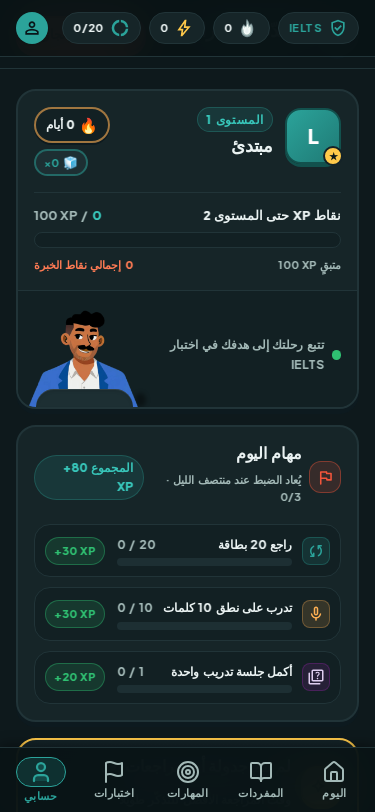 IELTS
0
0
0/20
L
المستوى 1
مبتدئ
0 أيام
×0
نقاط XP حتى المستوى 2
0 / 100 XP
متبقٍ 100 XP
0 إجمالي نقاط الخبرة
تتبع رحلتك إلى هدفك في اختبار
IELTS
مهام اليوم
يُعاد الضبط عند منتصف الليل ·
0/3
المجموع 80+
XP
راجع 20 بطاقة
0 / 20
+30 XP
تدرب على نطق 10 كلمات
0 / 10
+30 XP
أكمل جلسة تدريب واحدة
0 / 1
+20 XP
اليوم
المفردات
المهارات
اختبارات
حسابي